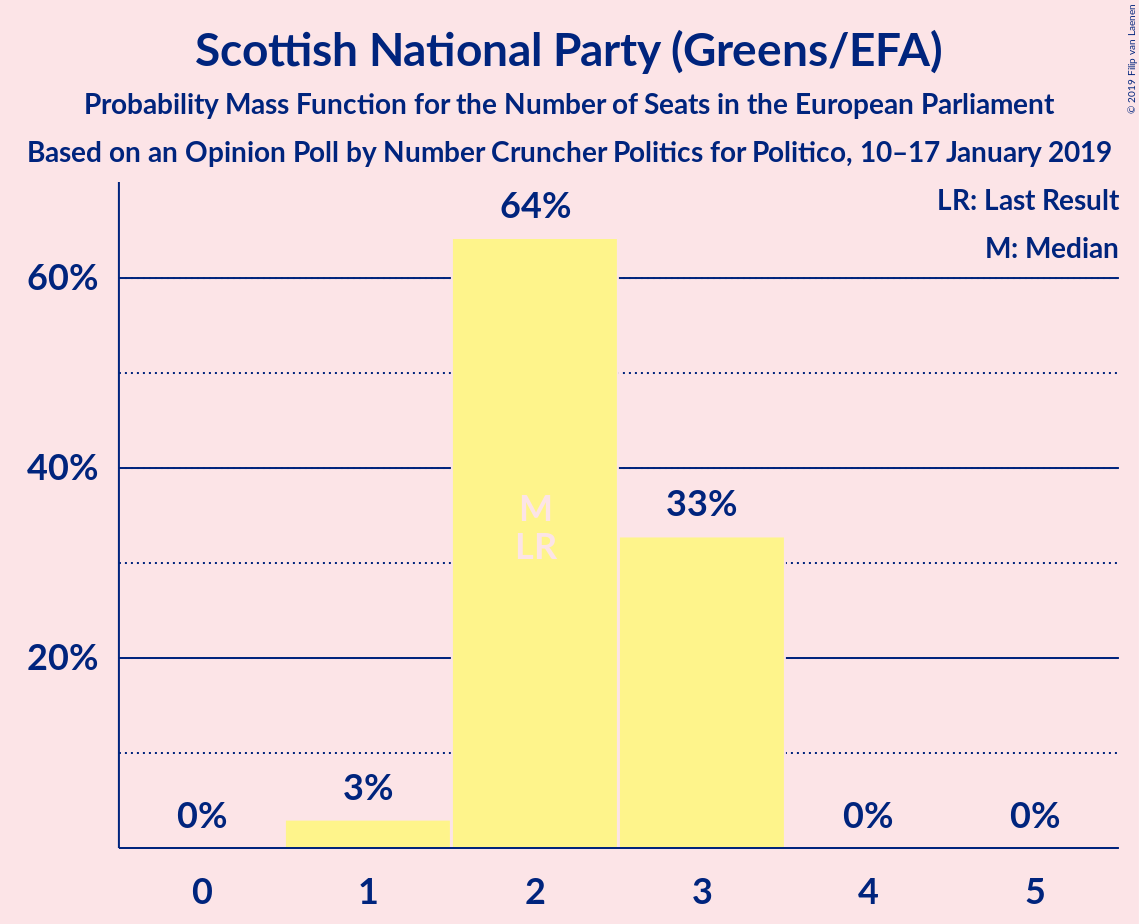 Scottish National Party (Greens/EFA)
Probability Mass Function for the Number of Seats in the European Parliament
Based on an Opinion Poll by Number Cruncher Politics for Politico, 10–17 January 2019
© 2019 Filip van Laenen
LR: Last Result
M: Median
64%
60%
40%
33%
M
LR
20%
3%
0%
0%
0%
0
1
2
3
4
5